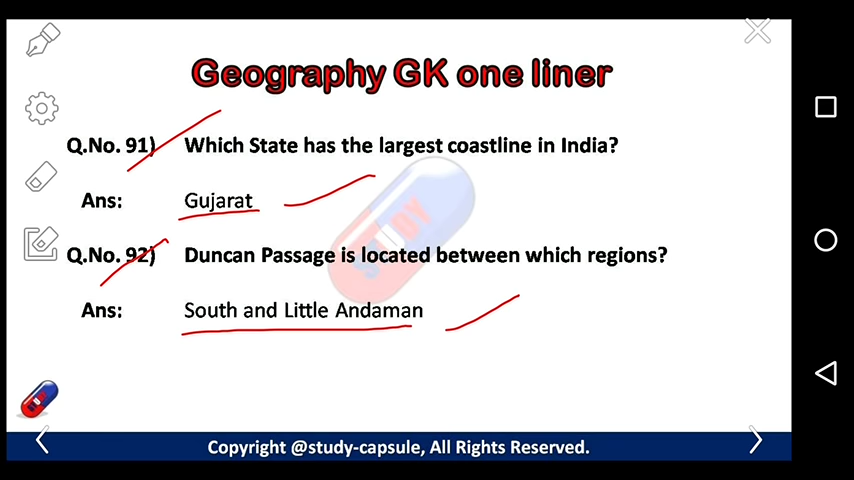 Geography GK one liner
Q.No. 91) Which State has the largest coastline in India?
Ans: Gujarat
Q.No. 92) Duncan Passage is located between which regions?
Ans: South and Little Andaman
STUDY
Copyright @study-capsule, All Rights Reserved.